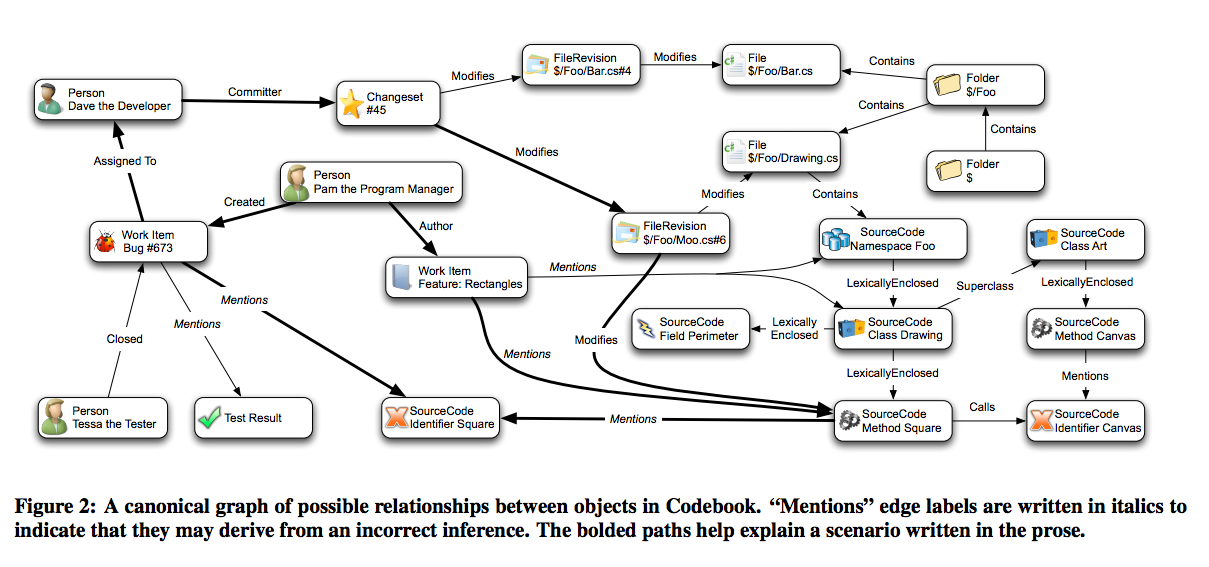 FileRevision
$/Foo/Bar.cs#4
Modifies
File
$/Foo/Bar.cs
Contains
Folder
$/Foo
Modifies
Person
Dave the Developer
Committer
Changeset
#45
Contains
Contains
File
$/Foo/Drawing.cs
Folder
$
Modifies
Assigned To
Person
Pam the Program Manager
Modifies
Contains
Created
Author
FileRevision
$/Foo/Moo.cs#6
SourceCode
Namespace Foo
SourceCode
Class Art
Work Item
Bug #673
Work Item
Feature: Rectangles
Mentions
LexicallyEnclosed
Superclass
LexicallyEnclosed
Mentions
Mentions
SourceCode
Field Perimeter
Lexically
Enclosed
SourceCode
Class Drawing
SourceCode
Method Canvas
Closed
Modifies
Mentions
LexicallyEnclosed
Mentions
Person
Tessa the Tester
Test Result
SourceCode
Identifier Square
Mentions
SourceCode
Method Square
Calls
SourceCode
Identifier Canvas
Figure 2: A canonical graph of possible relationships between objects in Codebook. “Mentions” edge labels are written in italics to
indicate that they may derive from an incorrect inference. The bolded paths help explain a scenario written in the prose.